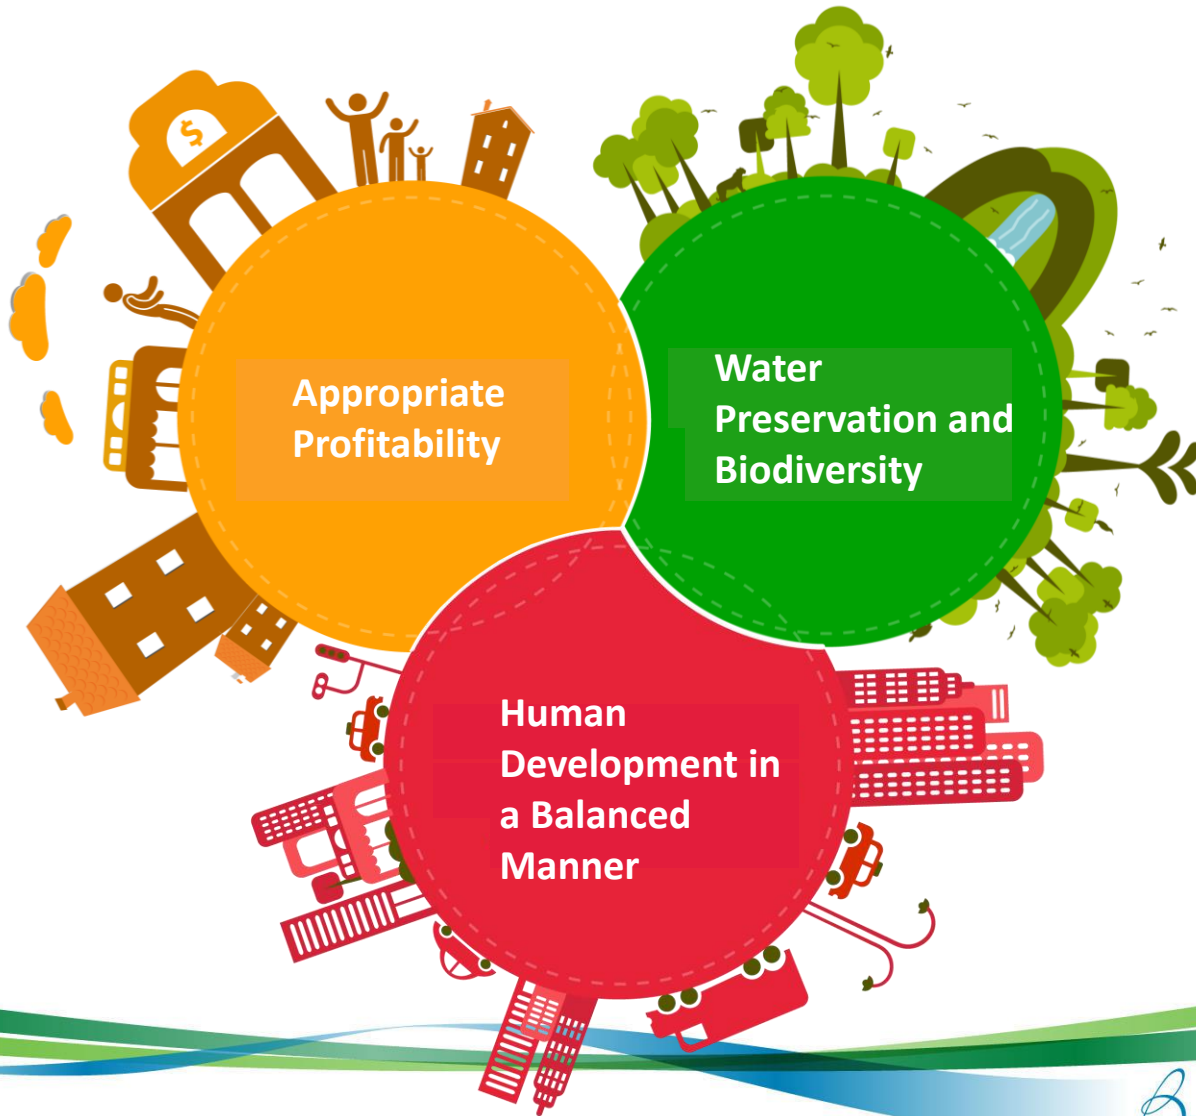 $
Appropriate
Profitability
Water
Preservation and
Biodiversity
Human
Development in
a Balanced
Manner